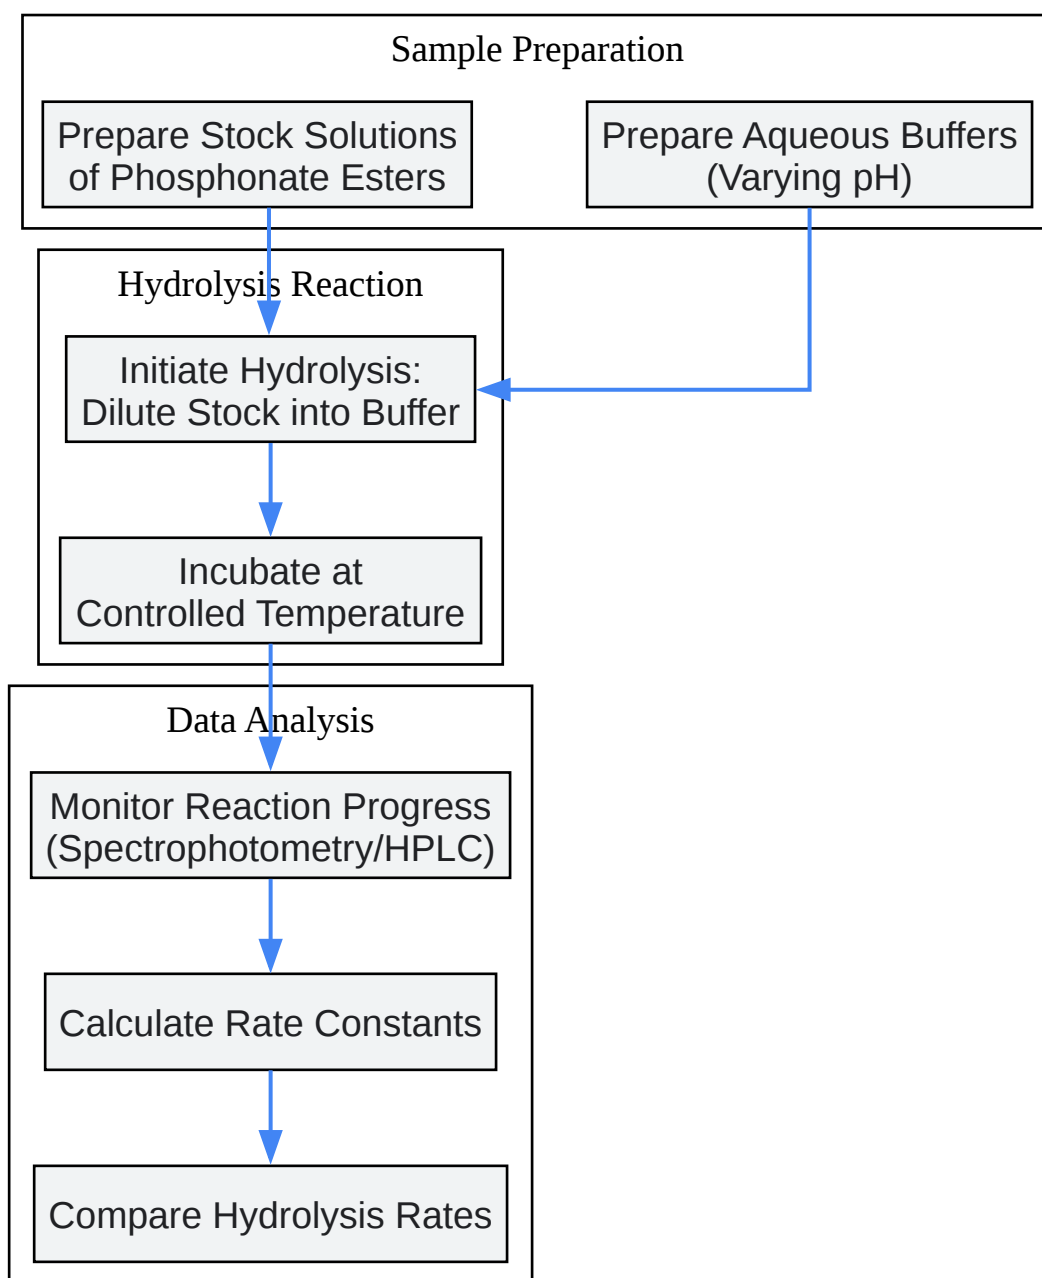 Sample Preparation
Prepare Stock Solutions
of Phosphonate Esters
Prepare Aqueous Buffers
(Varying pH)
Hydrolysis Reaction
Initiate Hydrolysis:
Dilute Stock into Buffer
Incubate at
Controlled Temperature
Data Analysis
Monitor Reaction Progress
(Spectrophotometry/HPLC)
Calculate Rate Constants
Compare Hydrolysis Rates